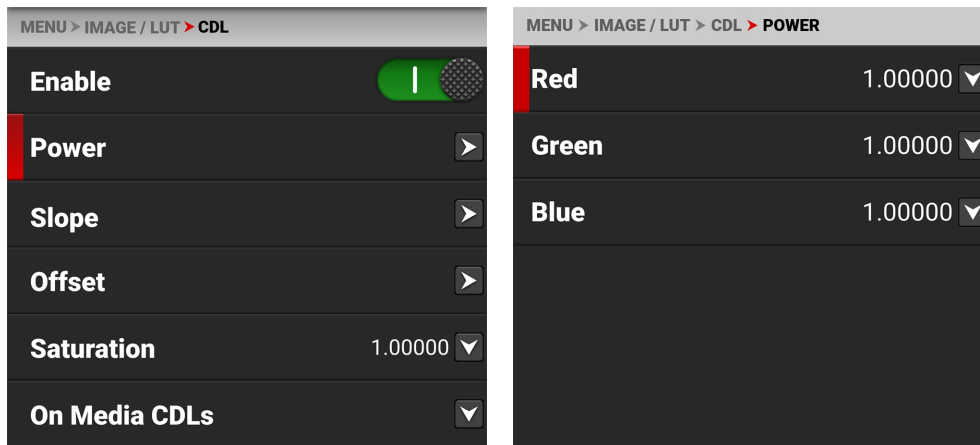 MENU > IMAGE / LUT > CDL
Enable
Power
Slope
Offset
Saturation 1.00000
On Media CDLs
MENU > IMAGE / LUT > CDL > POWER
Red 1.00000
Green 1.00000
Blue 1.00000